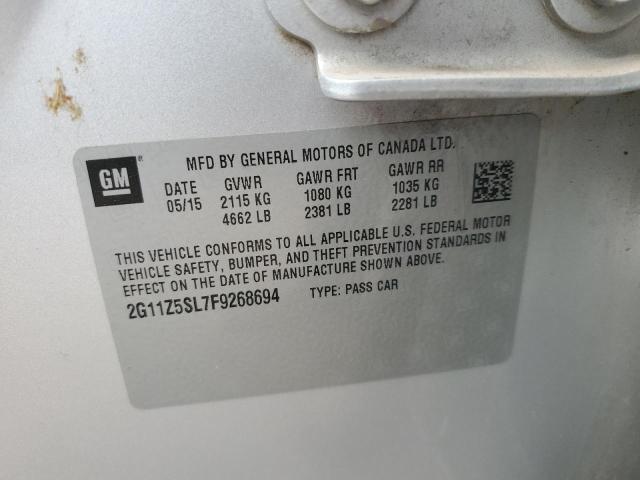 GM
MFD BY GENERAL MOTORS OF CANADA LTD.
DATE GVWR GAWR FRT GAWR RR
05/15 2115 KG 1080 KG 1035 KG
4662 LB 2381 LB 2281 LB
THIS VEHICLE CONFORMS TO ALL APPLICABLE U.S. FEDERAL MOTOR
VEHICLE SAFETY, BUMPER, AND THEFT PREVENTION STANDARDS IN
EFFECT ON THE DATE OF MANUFACTURE SHOWN ABOVE.
2G11Z5SL7F9268694 TYPE: PASS CAR